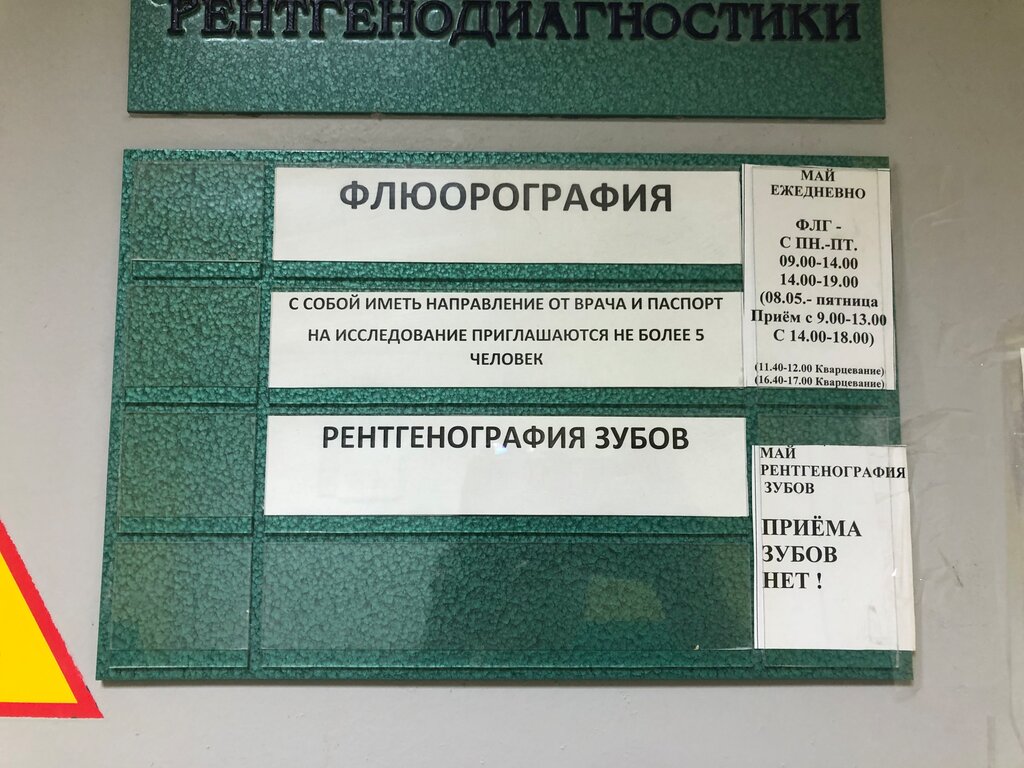 РЕНТГЕНОДИАГНОСТИКИ
ФЛЮОРОГРАФИЯ
С СОБОЙ ИМЕТЬ НАПРАВЛЕНИЕ ОТ ВРАЧА И ПАСПОРТ
НА ИССЛЕДОВАНИЕ ПРИГЛАШАЮТСЯ НЕ БОЛЕЕ 5
ЧЕЛОВЕК
РЕНТГЕНОГРАФИЯ ЗУБОВ
МАЙ
ЕЖЕДНЕВНО
ФЛГ -
С ПН.-ПТ.
09.00-14.00
14.00-19.00
(08.05.- пятница
Приём с 9.00-13.00
С 14.00-18.00)
(11.40-12.00 Кварцевание)
(16.40-17.00 Кварцевание)
МАЙ
РЕНТГЕНОГРАФИЯ
ЗУБОВ
ПРИЁМА
ЗУБОВ
НЕТ !